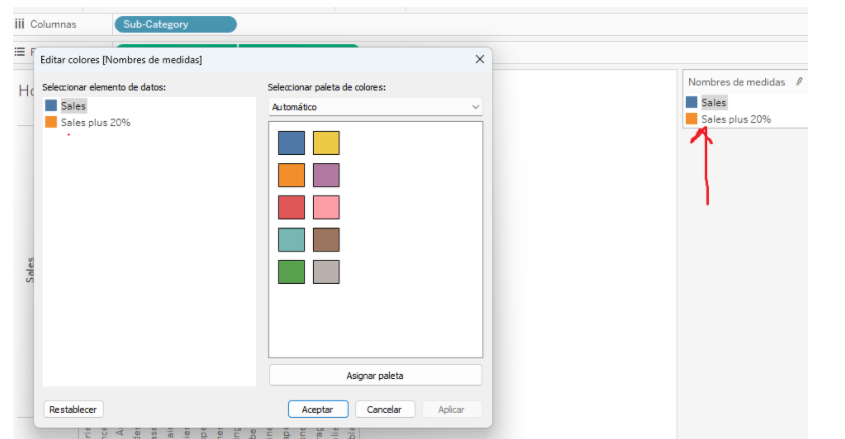 Columnas
Sub-Category
Editar colores [Nombres de medidas]
Seleccionar elemento de datos:
Sales
Sales plus 20%
Seleccionar paleta de colores:
Automático
Asignar paleta
Restablecer
Aceptar
Cancelar
Aplicar
Nombres de medidas
Sales
Sales plus 20%
Sales